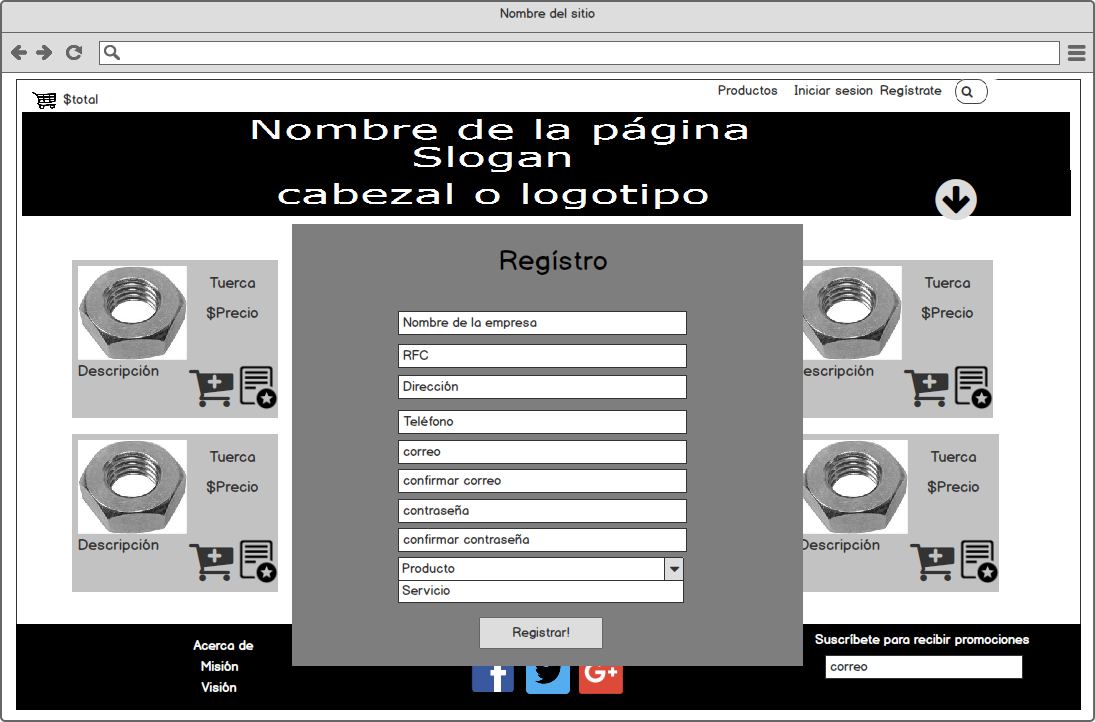 Nombre del sitio
$total
Productos Iniciar sesion Regístrate
Nombre de la página
Slogan
cabezal o logotipo
Tuerca
$Precio
Descripción
Tuerca
$Precio
Descripción
Regístro
Nombre de la empresa
RFC
Dirección
Teléfono
correo
confirmar correo
contraseña
confirmar contraseña
Producto
Servicio
Registrar!
Tuerca
$Precio
escripción
Tuerca
$Precio
Descripción
Acerca de
Misión
Visión
f
G+
Suscríbete para recibir promociones
correo